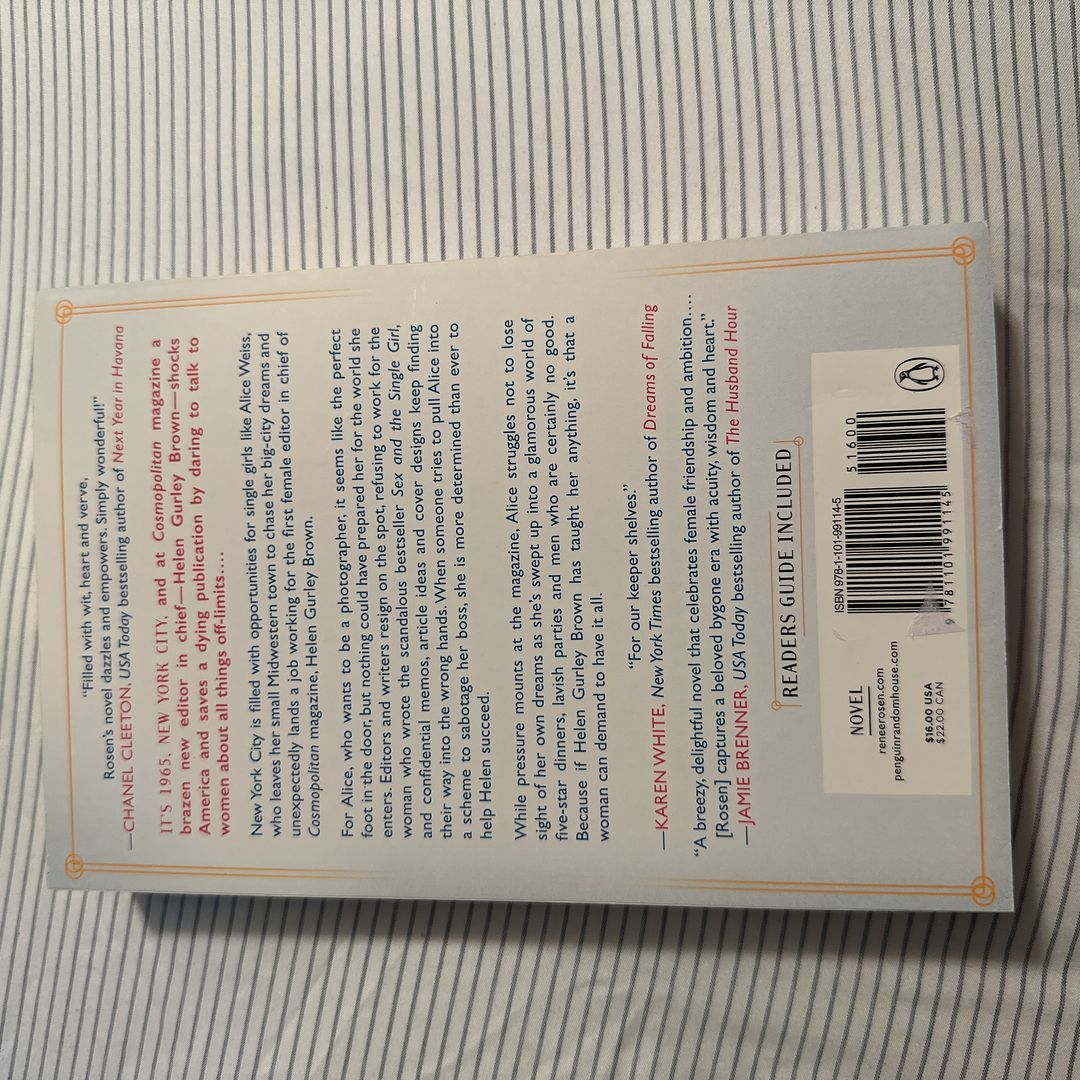 "Filled with wit, heart and verve,
Rosen's novel dazzles and empowers. Simply wonderful!"
—CHANEL CLEETON, USA Today bestselling author of Next Year in Havana
IT'S 1965, NEW YORK CITY, and at Cosmopolitan magazine a
brazen new editor in chief—Helen Gurley Brown—shocks
America and saves a dying publication by daring to talk to
women about all things off-limits....
New York City is filled with opportunities for single girls like Alice Weiss,
who leaves her small Midwestern town to chase her big-city dreams and
unexpectedly lands a job working for the first female editor in chief of
Cosmopolitan magazine, Helen Gurley Brown.
For Alice, who wants to be a photographer, it seems like the perfect
foot in the door, but nothing could have prepared her for the world she
enters. Editors and writers resign on the spot, refusing to work for the
woman who wrote the scandalous bestseller Sex and the Single Girl,
and confidential memos, article ideas and cover designs keep finding
their way into the wrong hands. When someone tries to pull Alice into
a scheme to sabotage her boss, she is more determined than ever to
help Helen succeed.
While pressure mounts at the magazine, Alice struggles not to lose
sight of her own dreams as she's swept up into a glamorous world of
five-star dinners, lavish parties and men who are certainly no good.
Because if Helen Gurley Brown has taught her anything, it's that a
woman can demand to have it all.
"For our keeper shelves."
—KAREN WHITE, New York Times bestselling author of Dreams of Falling
"A breezy, delightful novel that celebrates female friendship and ambition....
[Rosen] captures a beloved bygone era with acuity, wisdom and heart."
—JAMIE BRENNER, USA Today bestselling author of The Husband Hour
READERS GUIDE INCLUDED
NOVEL
reneerosen.com
penguinrandomhouse.com
$16.00 USA
$22.00 CAN
ISBN 978-1-101-99114-5
51600
9 781101 991145